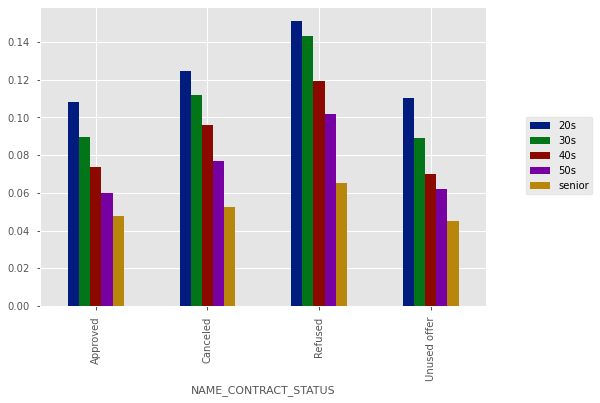 0.14
0.12
0.10
0.08
0.06
0.04
0.02
0.00
Approved
Canceled
Refused
Unused offer
NAME_CONTRACT_STATUS
20s
30s
40s
50s
senior